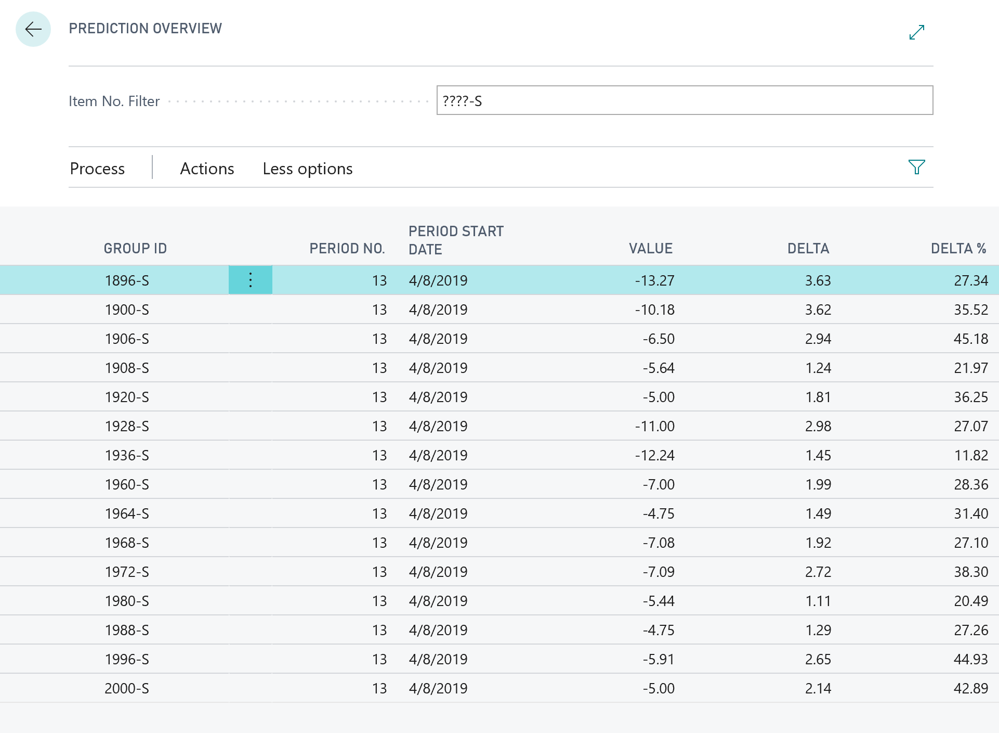 PREDICTION OVERVIEW
Item No. Filter ????-S
Process Actions Less options
GROUP ID PERIOD NO. PERIOD START DATE VALUE DELTA DELTA %
1896-S 13 4/8/2019 -13.27 3.63 27.34
1900-S 13 4/8/2019 -10.18 3.62 35.52
1906-S 13 4/8/2019 -6.50 2.94 45.18
1908-S 13 4/8/2019 -5.64 1.24 21.97
1920-S 13 4/8/2019 -5.00 1.81 36.25
1928-S 13 4/8/2019 -11.00 2.98 27.07
1936-S 13 4/8/2019 -12.24 1.45 11.82
1960-S 13 4/8/2019 -7.00 1.99 28.36
1964-S 13 4/8/2019 -4.75 1.49 31.40
1968-S 13 4/8/2019 -7.08 1.92 27.10
1972-S 13 4/8/2019 -7.09 2.72 38.30
1980-S 13 4/8/2019 -5.44 1.11 20.49
1988-S 13 4/8/2019 -4.75 1.29 27.26
1996-S 13 4/8/2019 -5.91 2.65 44.93
2000-S 13 4/8/2019 -5.00 2.14 42.89